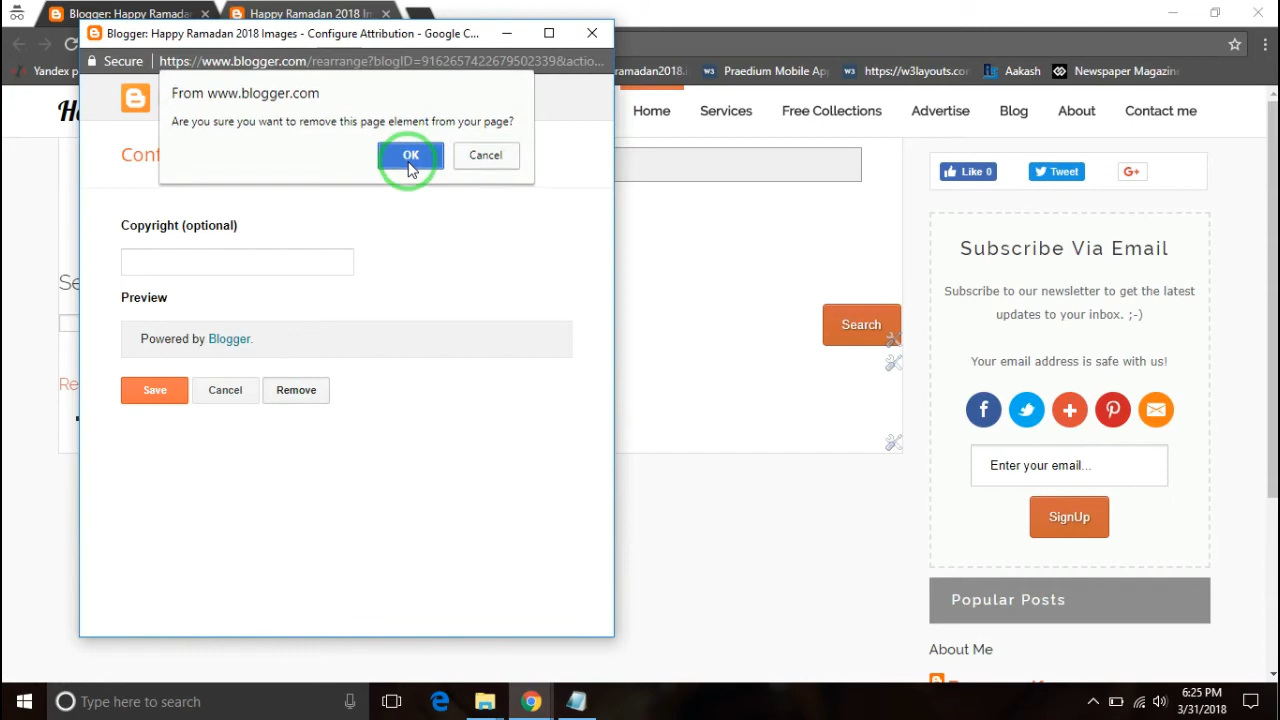 Blogger: Happy Ramada
Happy Ramadan 2018 Im
Blogger: Happy Ramadan 2018 Images - Configure Attribution - Google C...
Secure
https://www.blogger.com/rearrange?blogID=9162657422679502339&actio...
Yandex p
ramadan2018.i
Praedium Mobile Ap
https://w3layouts.co
Aakash
Newspaper Magazine
From www.blogger.com
Are you sure you want to remove this page element from your page?
OK
Cancel
Home
Services
Free Collections
Advertise
Blog
About
Contact me
Conf
Copyright (optional)
Preview
Powered by Blogger.
Save
Cancel
Remove
Se
Re
Search
Like 0
Tweet
G+
Subscribe Via Email
Subscribe to our newsletter to get the latest
updates to your inbox. ;-)
Your email address is safe with us!
Enter your email...
SignUp
Popular Posts
About Me
Type here to search
6:25 PM
3/31/2018